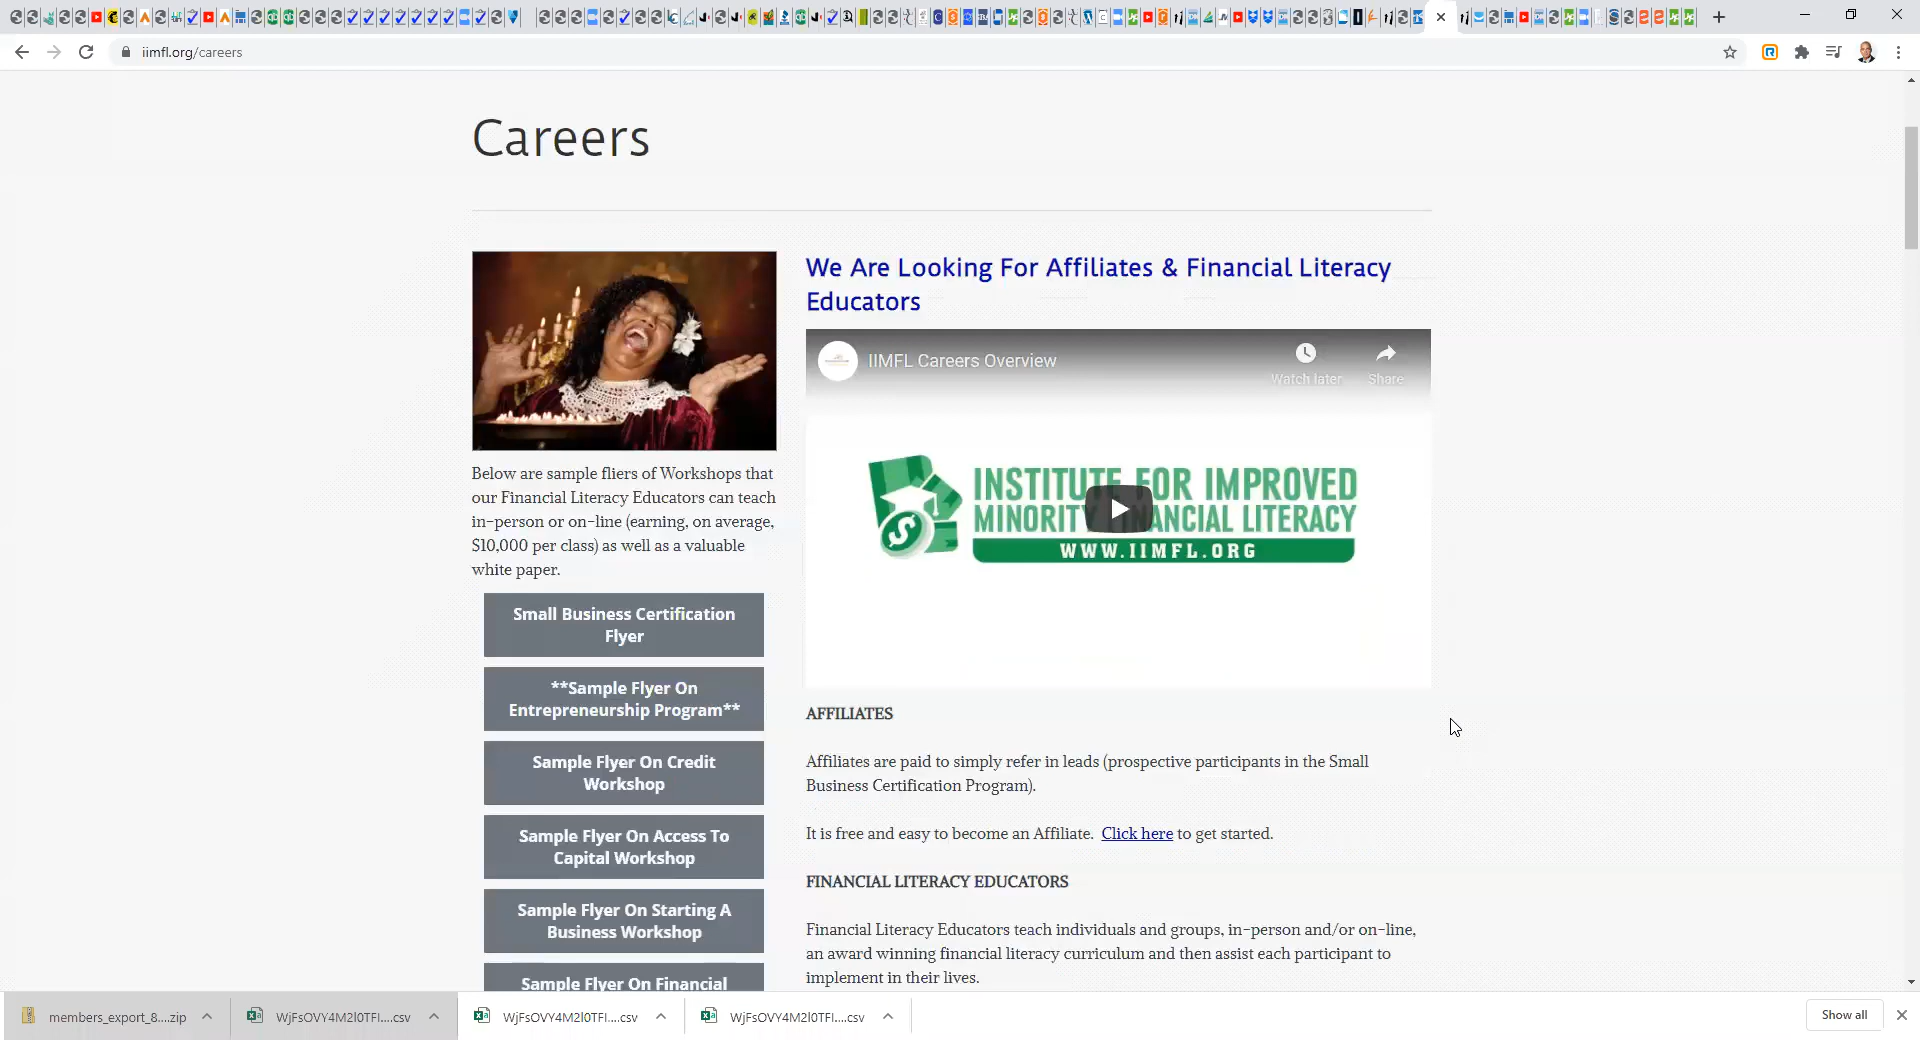 iimfl.org/careers
Careers
We Are Looking For Affiliates & Financial Literacy
Educators
IIMFL Careers Overview
Watch later
Share
INSTITUTE FOR IMPROVED
MINORITY FINANCIAL LITERACY
WWW.IIMFL.ORG
Below are sample fliers of Workshops that
our Financial Literacy Educators can teach
in-person or on-line (earning, on average,
$10,000 per class) as well as a valuable
white paper.
Small Business Certification
Flyer
**Sample Flyer On
Entrepreneurship Program**
Sample Flyer On Credit
Workshop
Sample Flyer On Access To
Capital Workshop
Sample Flyer On Starting A
Business Workshop
Sample Flyer On Financial
AFFILIATES
Affiliates are paid to simply refer in leads (prospective participants in the Small
Business Certification Program).
It is free and easy to become an Affiliate. Click here to get started.
FINANCIAL LITERACY EDUCATORS
Financial Literacy Educators teach individuals and groups, in-person and/or on-line,
an award winning financial literacy curriculum and then assist each participant to
implement in their lives.
members_export_8....zip
WjFsOVY4M2l0TFI....csv
WjFsOVY4M2l0TFI....csv
WjFsOVY4M2l0TFI....csv
Show all